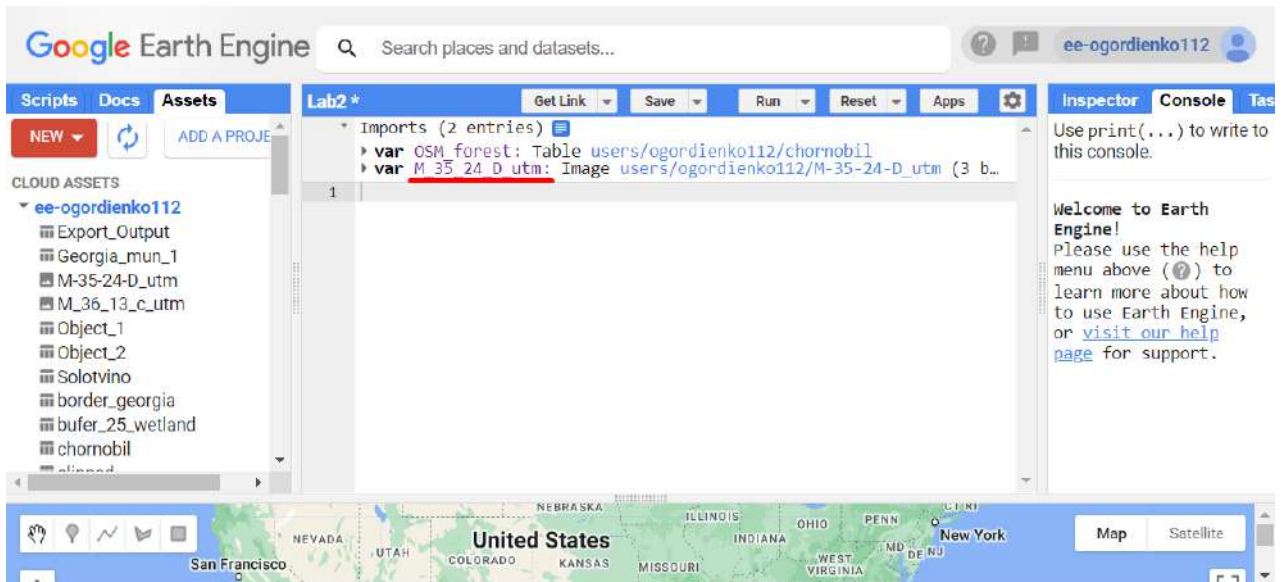 Google Earth Engine
Search places and datasets...
ee-ogordienko112
Scripts Docs Assets
NEW
ADD A PROJE
CLOUD ASSETS
ee-ogordienko112
Export_Output
Georgia_mun_1
M-35-24-D_utm
M_36_13_c_utm
Object_1
Object_2
Solotvino
border_georgia
bufer_25_wetland
chornobil
Lab2 *
Get Link Save Run Reset Apps
Imports (2 entries)
var OSM_forest: Table users/ogordienko112/chornobil
var M_35_24_D_utm: Image users/ogordienko112/M-35-24-D_utm (3 b…
1
Inspector Console Tas
Use print(...) to write to
this console.
Welcome to Earth
Engine!
Please use the help
menu above (?) to
learn more about how
to use Earth Engine,
or visit our help
page for support.
NEBRASKA
ILLINOIS
OHIO
PENN
New York
NEVADA
UTAH
United States
INDIANA
MD
DE NJ
San Francisco
COLORADO
KANSAS
MISSOURI
WEST
VIRGINIA
Map Satellite